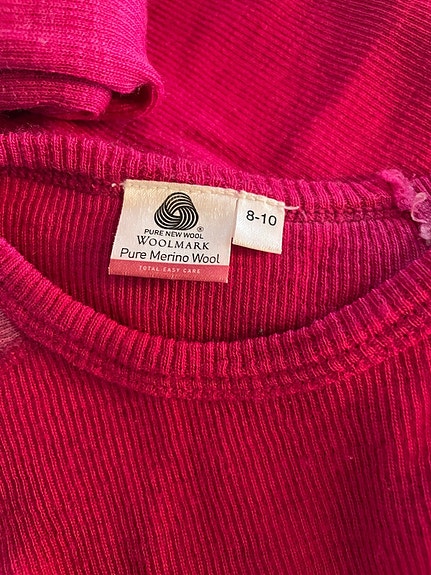 PURE NEW WOOL
WOOLMARK
Pure Merino Wool
TOTAL EASY CARE
8-10